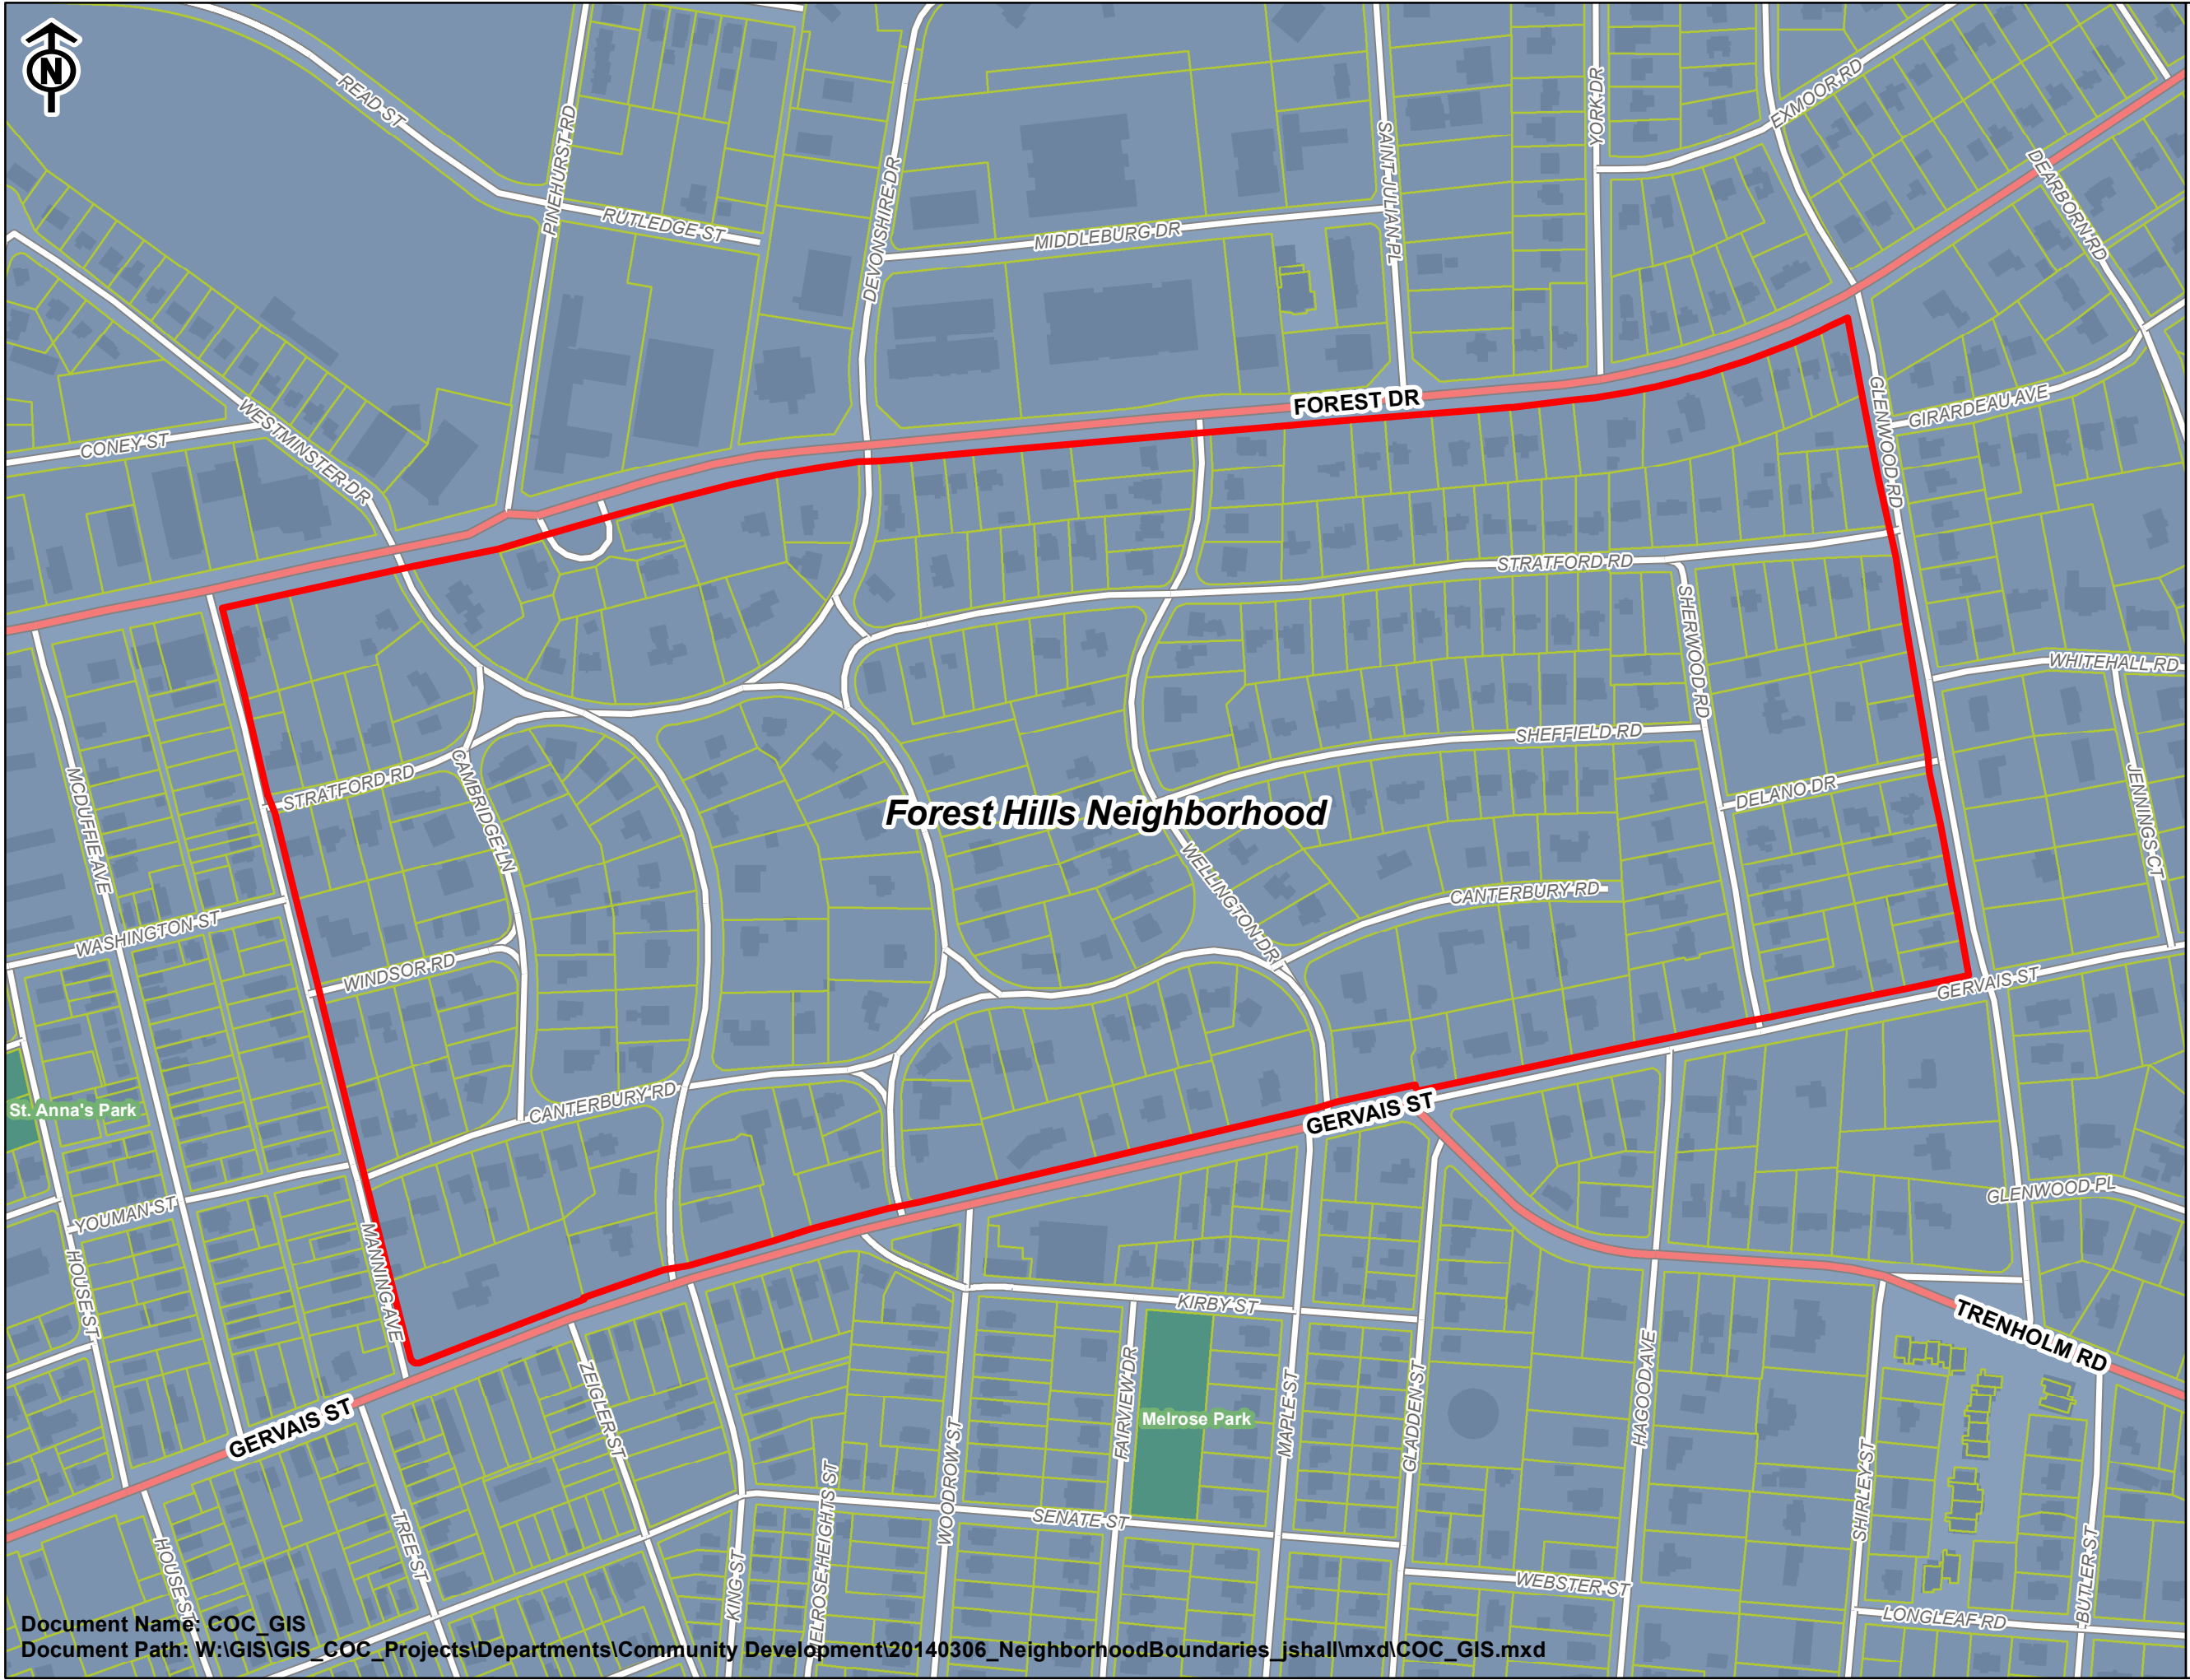 N
READ ST
PINEHURST RD
RUTLEDGE ST
DEVONSHIRE DR
MIDDLEBURG DR
SAINT JULIAN PL
YORK DR
EXMOOR RD
DEARBORN RD
FOREST DR
GLENWOOD RD
GIRARDEAU AVE
CONEY ST
WESTMINSTER DR
STRATFORD RD
SHERWOOD RD
WHITEHALL RD
SHEFFIELD RD
DELANO DR
JENNINGS CT
MCDUFFIE AVE
STRATFORD RD
CAMBRIDGE LN
Forest Hills Neighborhood
WELLINGTON DR
CANTERBURY RD
WASHINGTON ST
WINDSOR RD
GERVAIS ST
St. Anna's Park
CANTERBURY RD
GERVAIS ST
YOUMAN ST
HOUSE ST
MANNING AVE
GLENWOOD PL
KIRBY ST
TRENHOLM RD
ZEIGLER ST
FAIRVIEW DR
MAPLE ST
GLADDEN ST
HAGOOD AVE
Melrose Park
GERVAIS ST
WOODROW ST
SHIRLEY ST
SENATE ST
TREE ST
HOUSE ST
KING ST
MELROSE HEIGHTS ST
WEBSTER ST
BUTLER ST
LONGLEAF RD
Document Name: COC_GIS
Document Path: W:\GIS\GIS_COC_Projects\Departments\Community Development\20140306_NeighborhoodBoundaries_jshall\mxd\COC_GIS.mxd